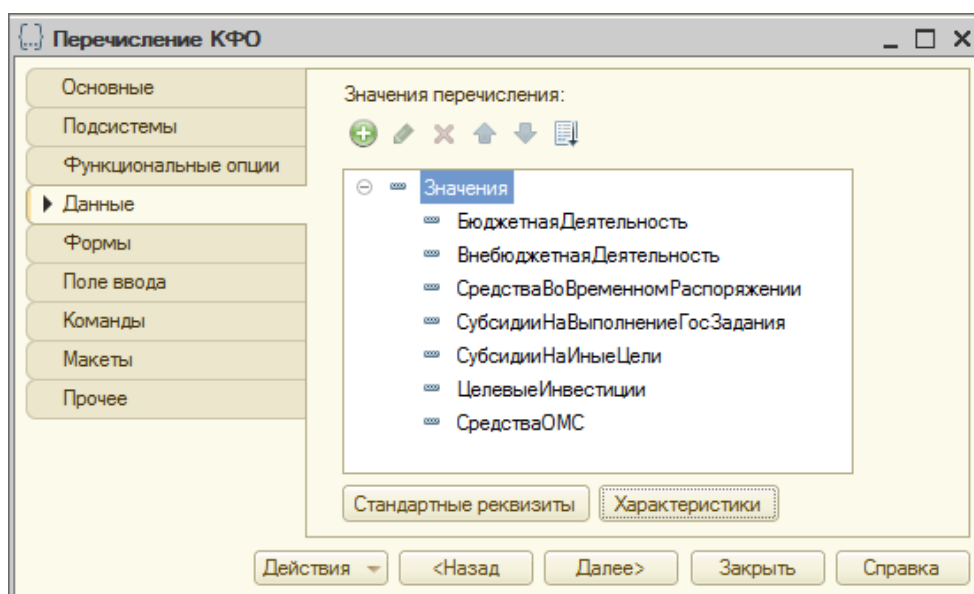 Перечисление КФО
Основные
Подсистемы
Функциональные опции
Данные
Формы
Поле ввода
Команды
Макеты
Прочее
Значения перечисления:
Значения
БюджетнаяДеятельность
ВнебюджетнаяДеятельность
СредстваВоВременномРаспоряжении
СубсидииНаВыполнениеГосЗадания
СубсидииНаИныеЦели
ЦелевыеИнвестиции
СредстваОМС
Стандартные реквизиты Характеристики
Действия <Назад Далее> Закрыть Справка